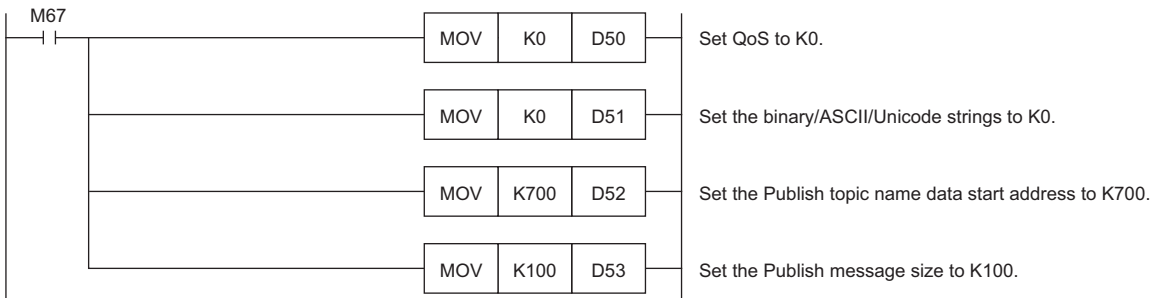 M67
MOV K0 D50 Set QoS to K0.
MOV K0 D51 Set the binary/ASCII/Unicode strings to K0.
MOV K700 D52 Set the Publish topic name data start address to K700.
MOV K100 D53 Set the Publish message size to K100.